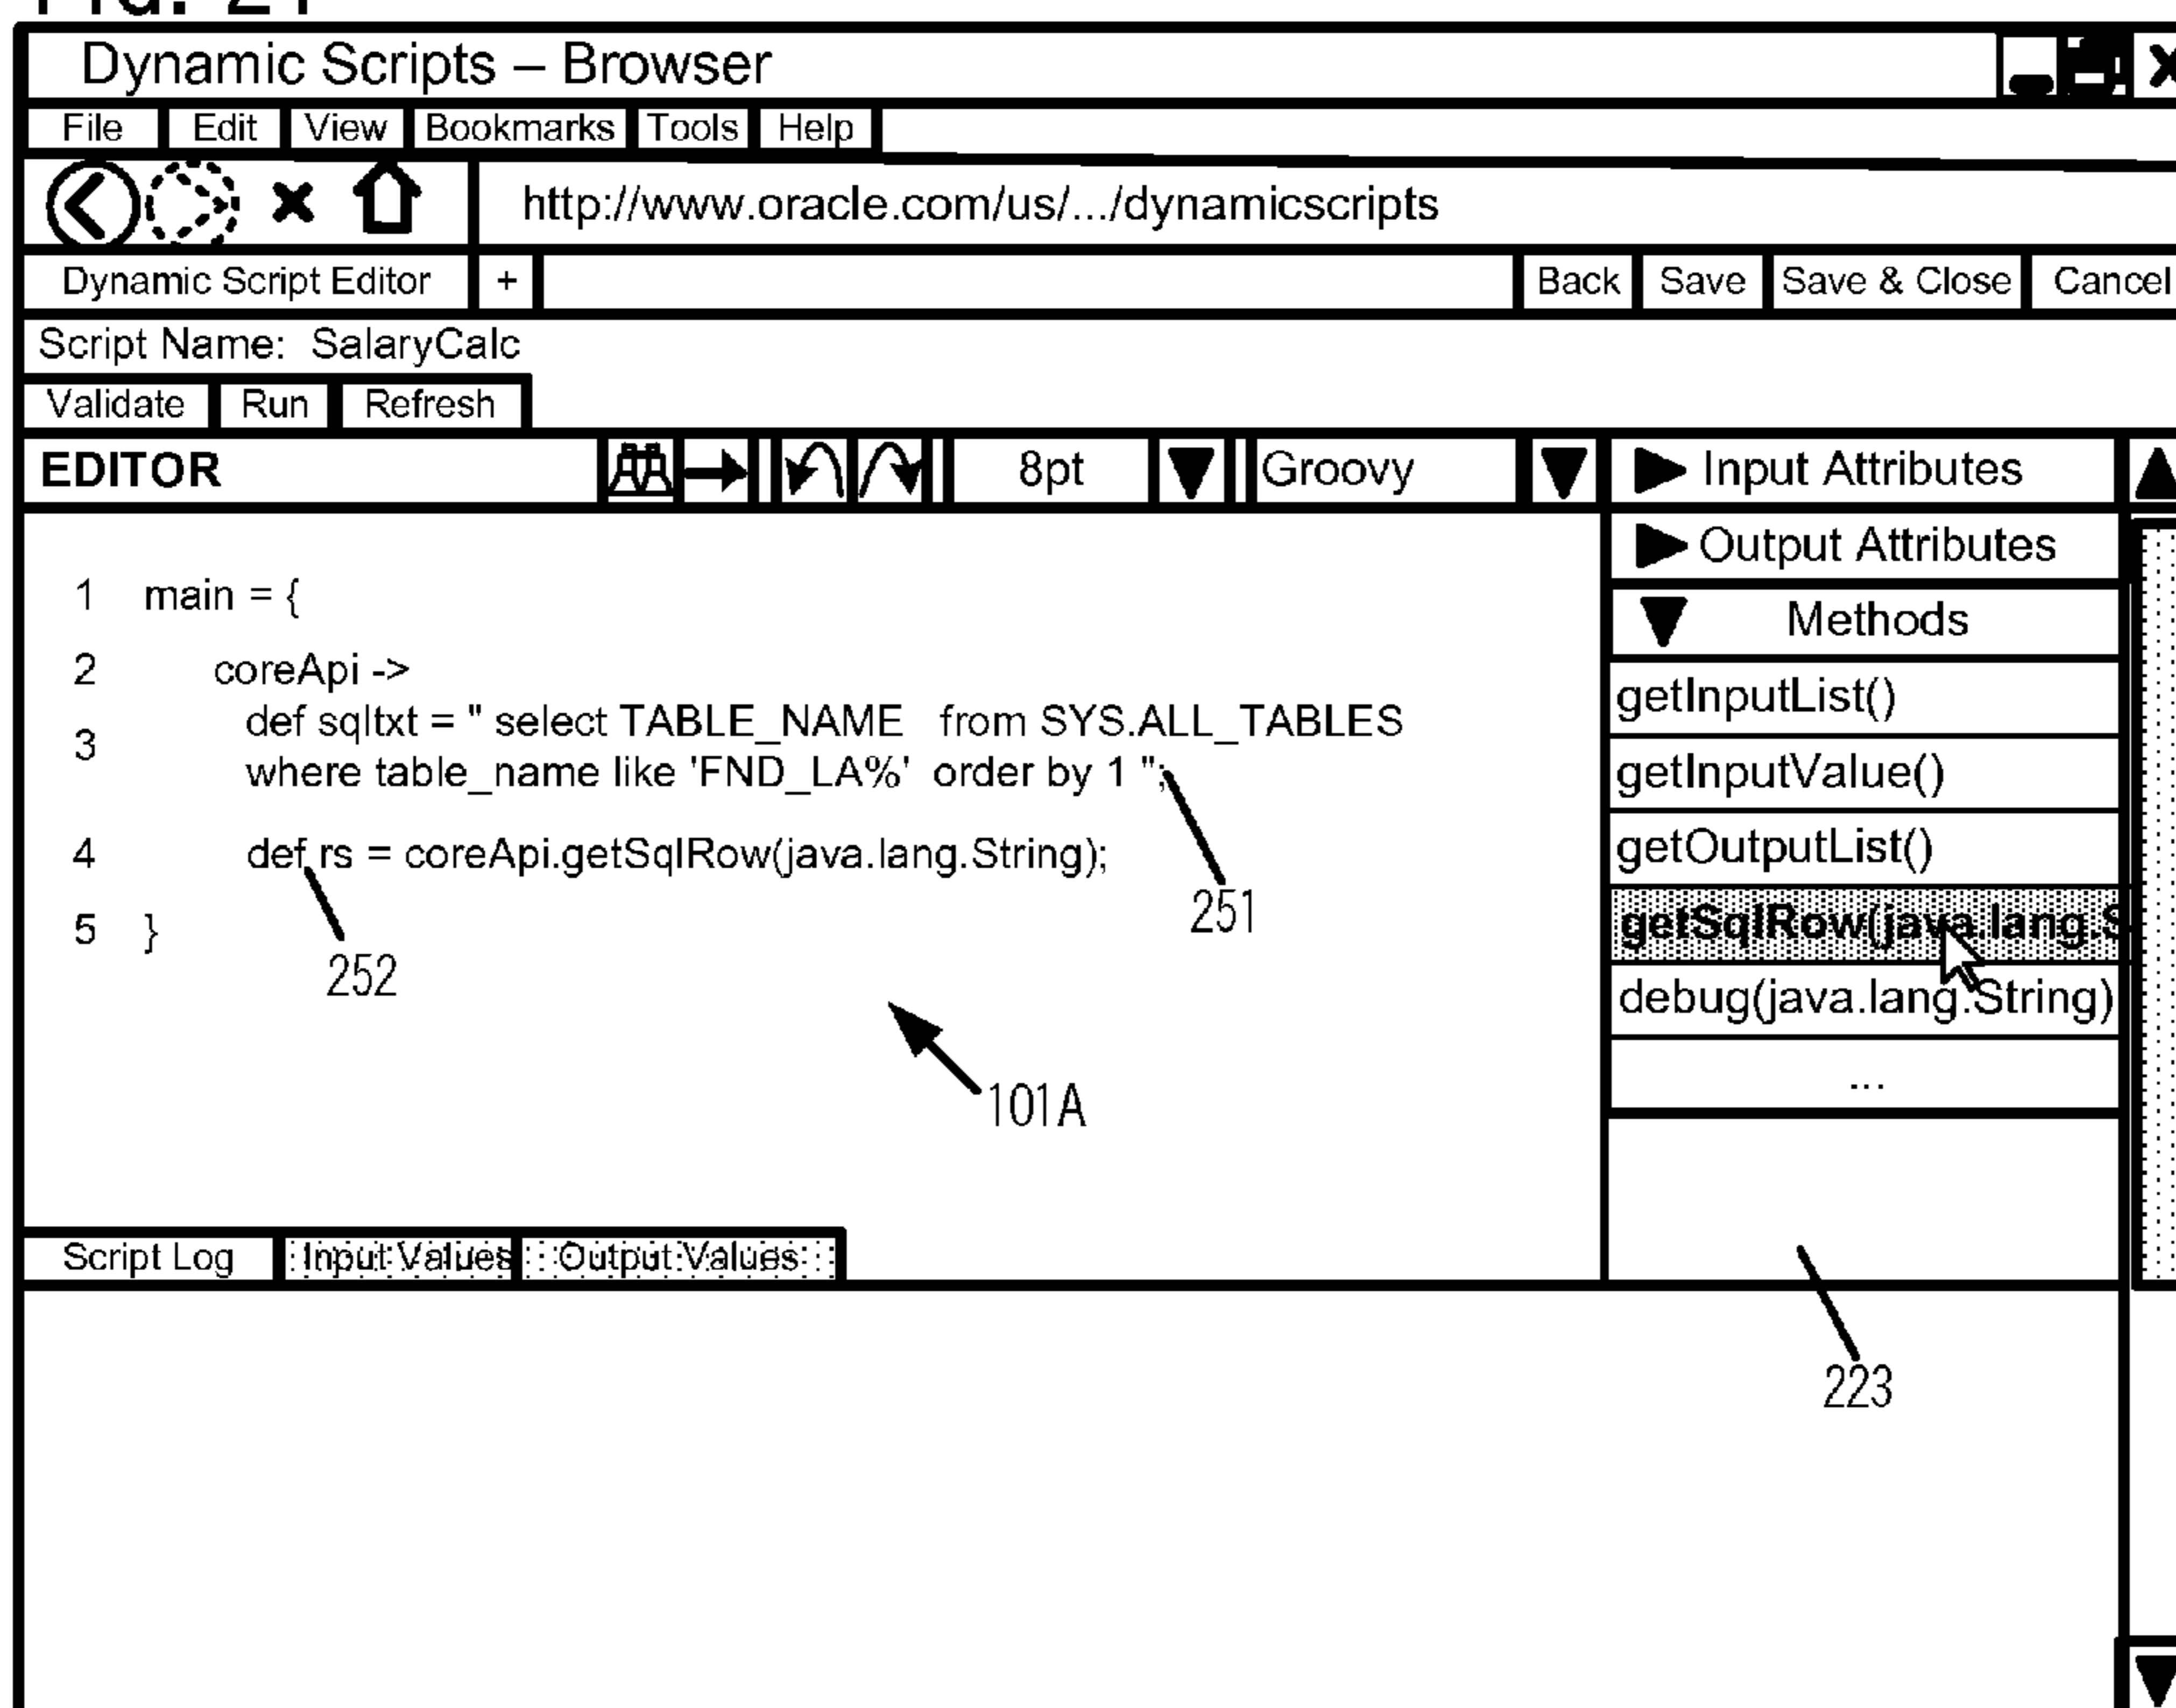 Dynamic Scripts – Browser
File Edit View Bookmarks Tools Help
http://www.oracle.com/us/.../dynamicscripts
Dynamic Script Editor + Back Save Save & Close Cancel
Script Name: SalaryCalc
Validate Run Refresh
EDITOR 8pt Groovy Input Attributes
Output Attributes
Methods
getInputList()
getInputValue()
getOutputList()
getSqlRow(java.lang.S
debug(java.lang.String)
...
1 main = {
2 coreApi ->
3 def sqltxt = " select TABLE_NAME from SYS.ALL_TABLES
where table_name like 'FND_LA%' order by 1 ";
4 def rs = coreApi.getSqlRow(java.lang.String);
5 }
251
252
101A
Script Log Input Values Output Values
223